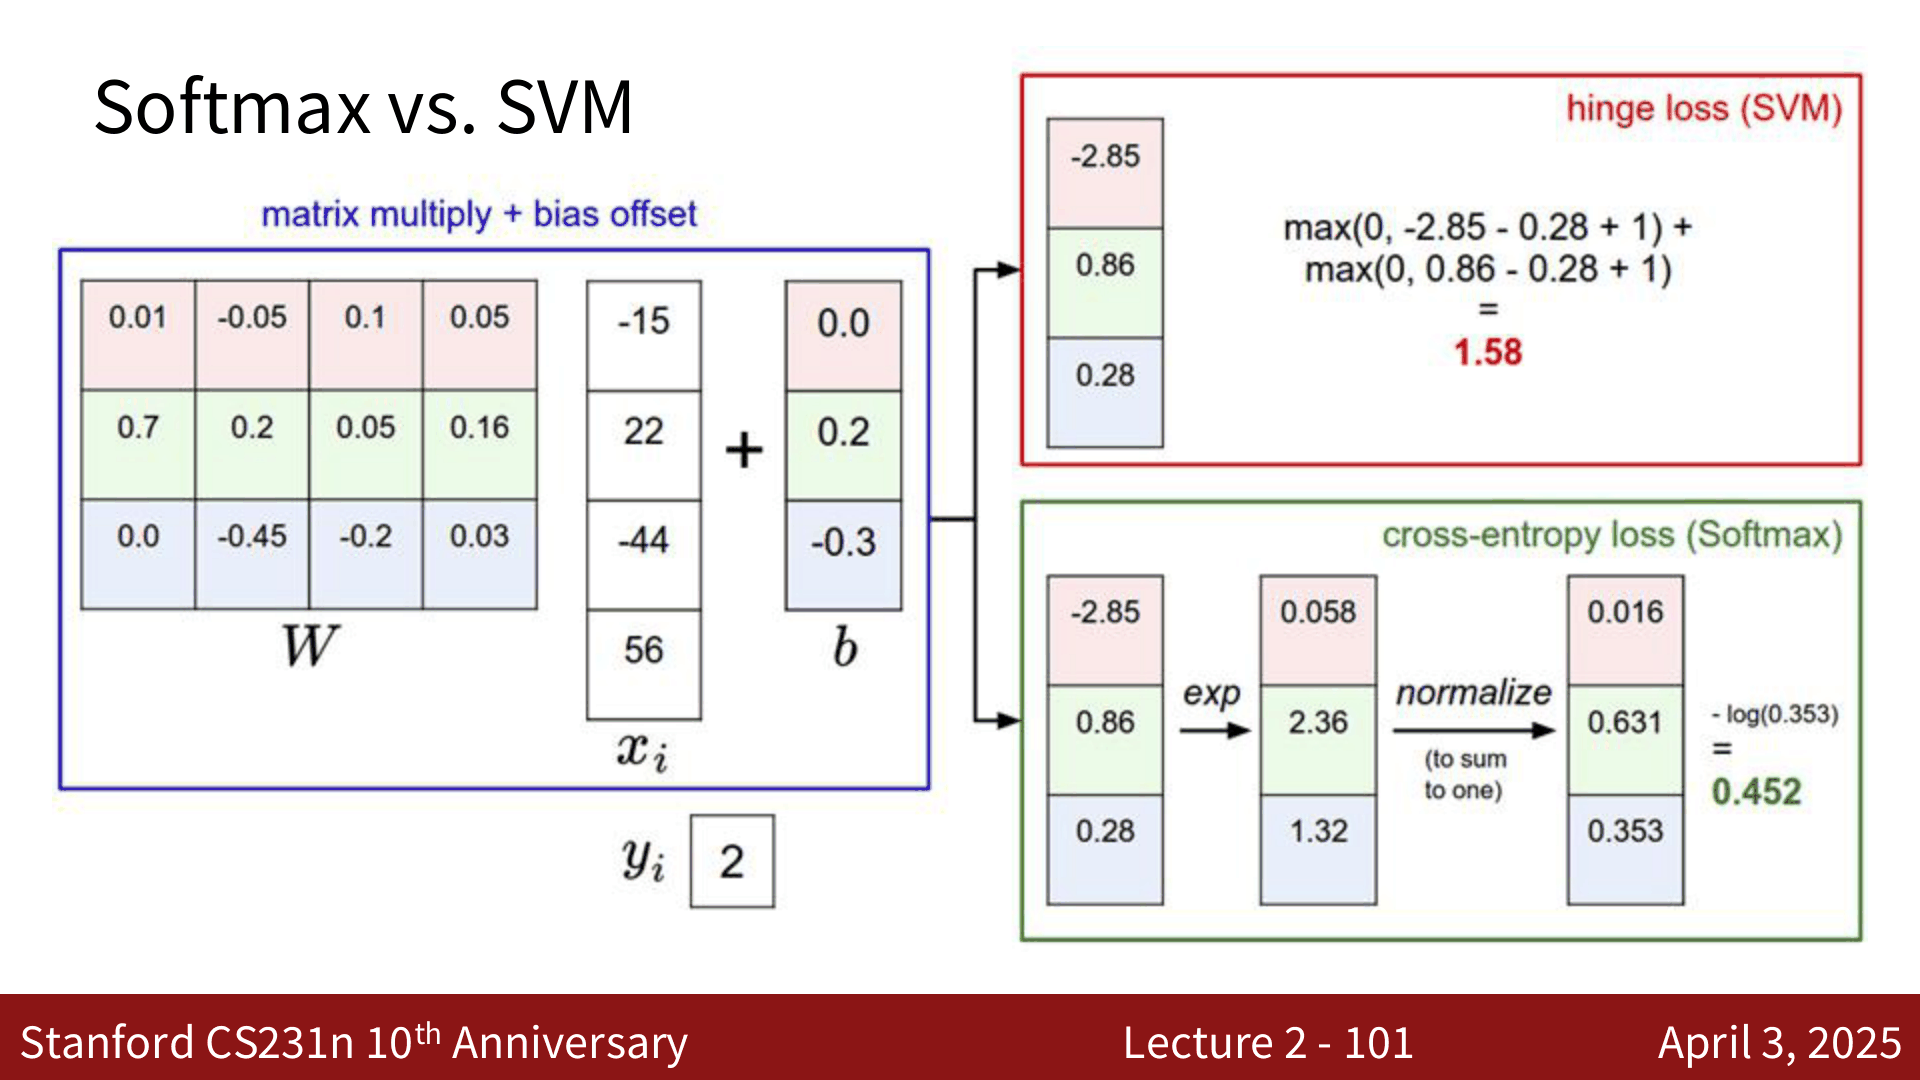 Softmax vs. SVM
matrix multiply + bias offset
0.01 -0.05 0.1 0.05
0.7 0.2 0.05 0.16
0.0 -0.45 -0.2 0.03
W
-15
22
-44
56
xi
+
0.0
0.2
-0.3
b
yi 2
hinge loss (SVM)
-2.85
0.86
0.28
max(0, -2.85 - 0.28 + 1) +
max(0, 0.86 - 0.28 + 1)
=
1.58
cross-entropy loss (Softmax)
-2.85
0.86
0.28
exp
0.058
2.36
1.32
normalize
(to sum
to one)
0.016
0.631
0.353
- log(0.353)
=
0.452
Stanford CS231n 10th Anniversary
Lecture 2 - 101
April 3, 2025